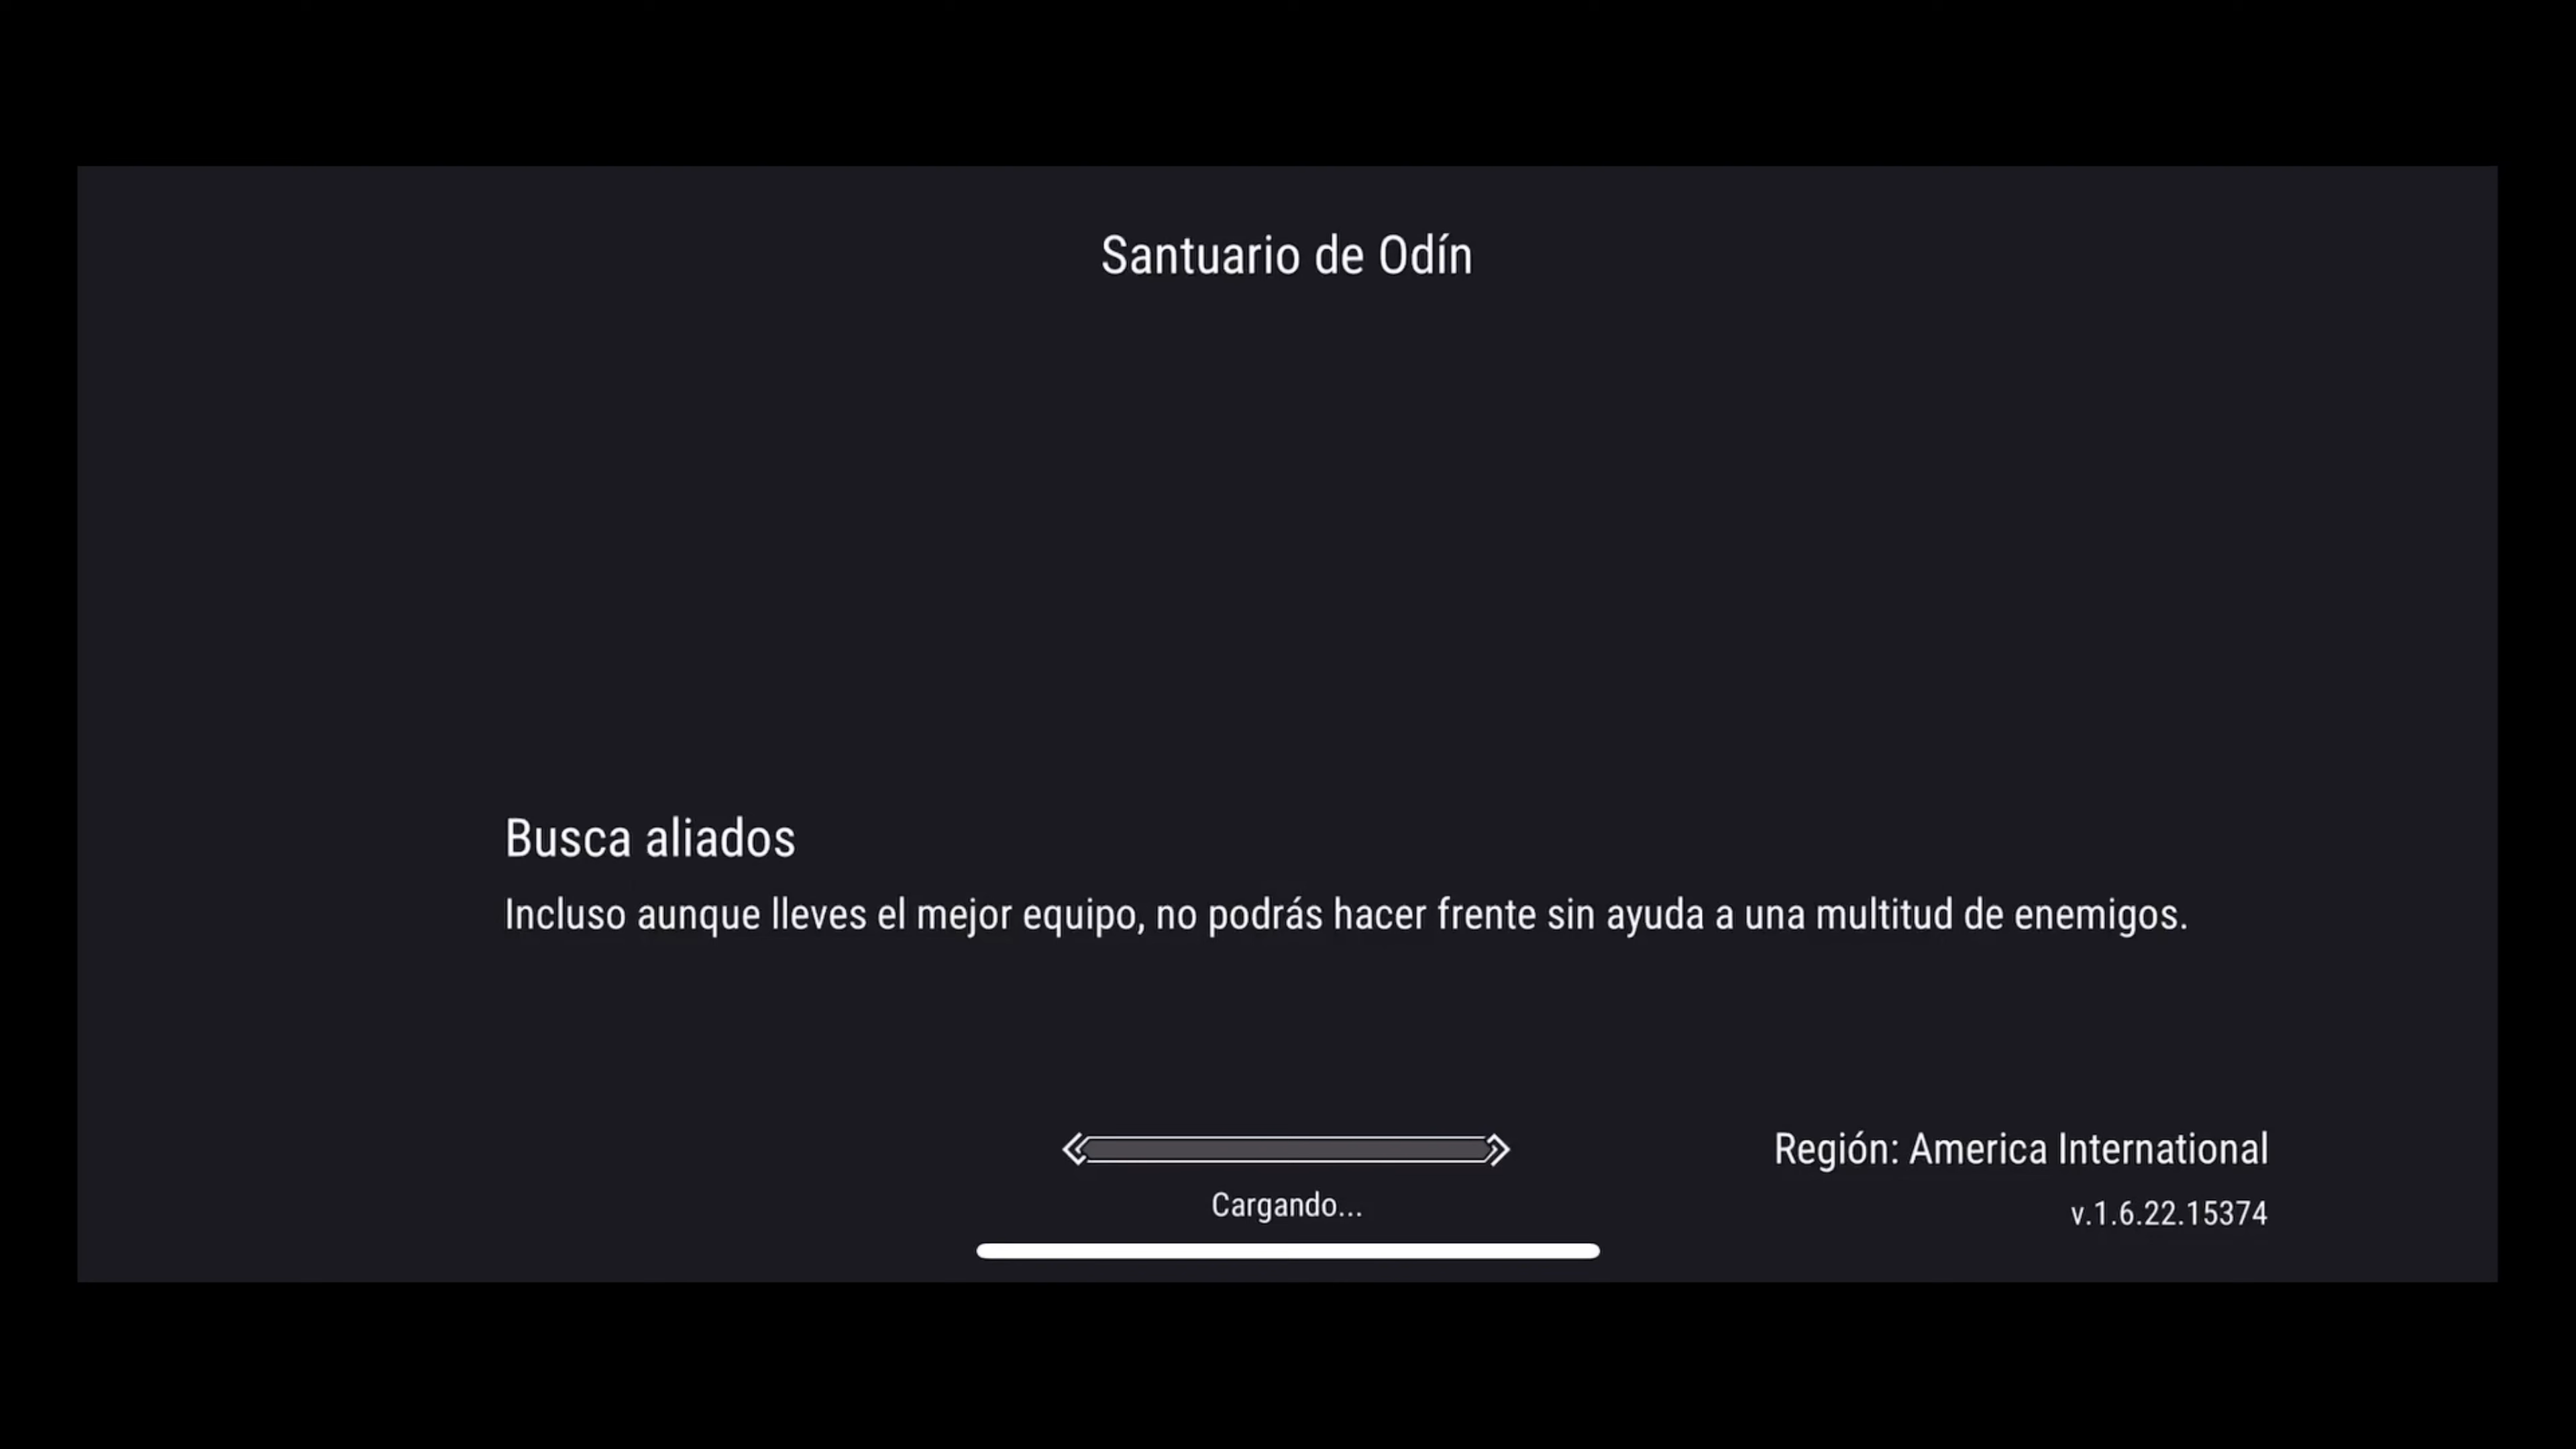 Santuario de Odín
Busca aliados
Incluso aunque lleves el mejor equipo, no podrás hacer frente sin ayuda a una multitud de enemigos.
Región: America International
Cargando...
v.1.6.22.15374